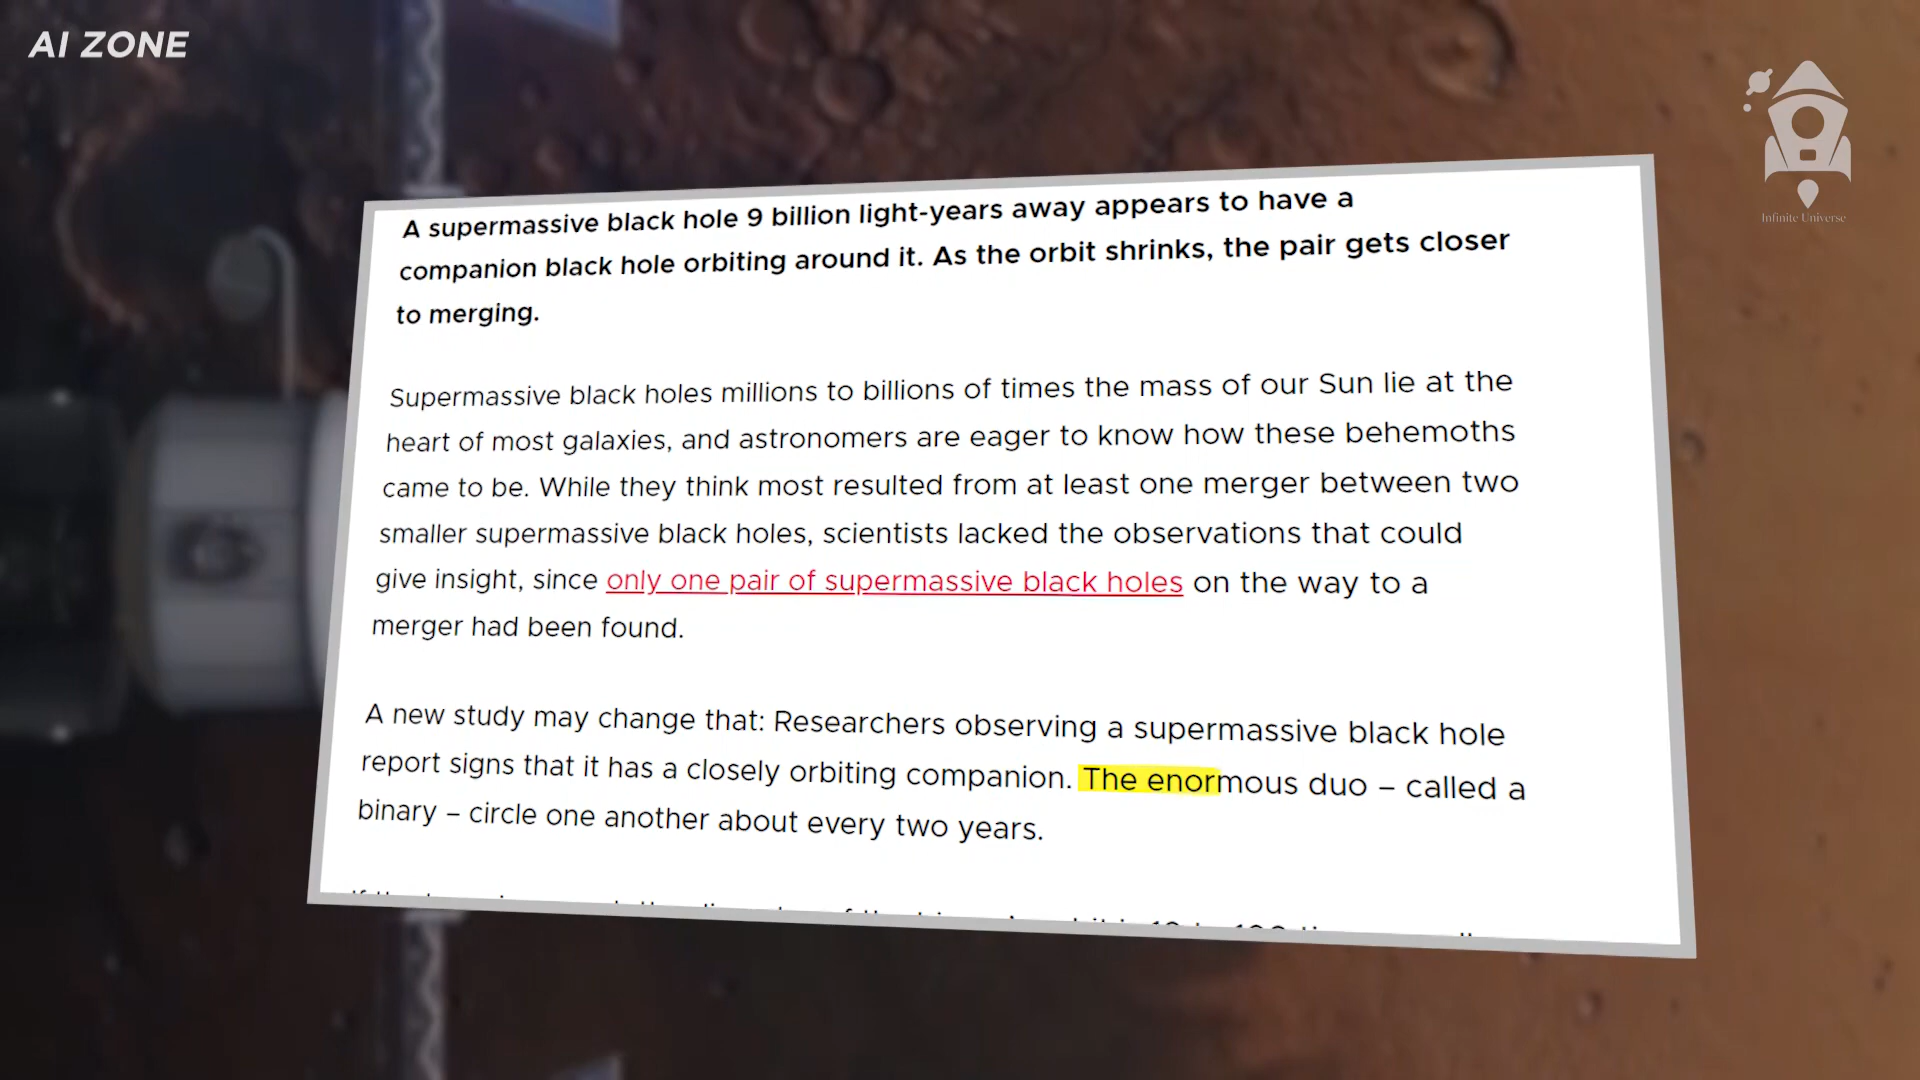 AI ZONE
Infinite Universe
A supermassive black hole 9 billion light-years away appears to have a
companion black hole orbiting around it. As the orbit shrinks, the pair gets closer
to merging.
Supermassive black holes millions to billions of times the mass of our Sun lie at the
heart of most galaxies, and astronomers are eager to know how these behemoths
came to be. While they think most resulted from at least one merger between two
smaller supermassive black holes, scientists lacked the observations that could
give insight, since only one pair of supermassive black holes on the way to a
merger had been found.
A new study may change that: Researchers observing a supermassive black hole
report signs that it has a closely orbiting companion. The enormous duo – called a
binary – circle one another about every two years.